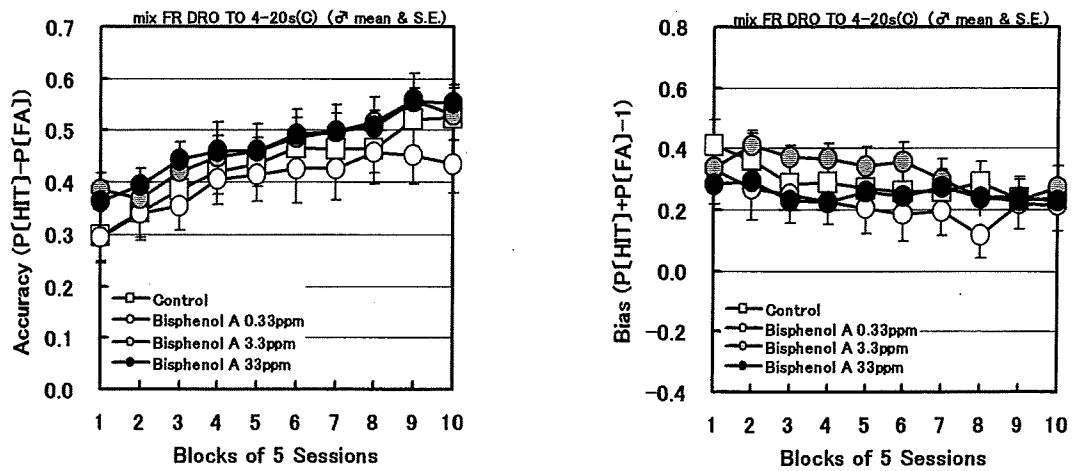 mix FR DRO TO 4-20s(C) (♂ mean & S.E.)
0.7
0.6
0.5
0.4
0.3
0.2
0.1
0.0
Accuracy (P[HIT]-P[FA])
Control
Bisphenol A 0.33ppm
Bisphenol A 3.3ppm
Bisphenol A 33ppm
1 2 3 4 5 6 7 8 9 10
Blocks of 5 Sessions
mix FR DRO TO 4-20s(C) (♂ mean & S.E.)
0.8
0.6
0.4
0.2
0.0
-0.2
-0.4
Bias (P[HIT]+P[FA]-1)
Control
Bisphenol A 0.33ppm
Bisphenol A 3.3ppm
Bisphenol A 33ppm
1 2 3 4 5 6 7 8 9 10
Blocks of 5 Sessions